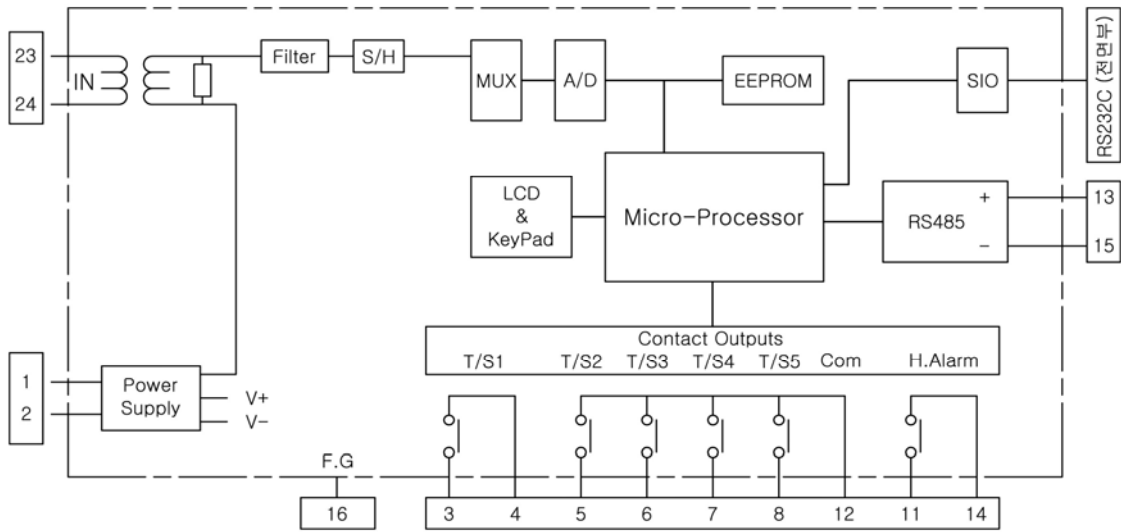 23
24
IN
Filter
S/H
MUX
A/D
EEPROM
SIO
RS232C (전면부)
LCD
&
KeyPad
Micro-Processor
RS485
+
-
13
15
Contact Outputs
T/S1 T/S2 T/S3 T/S4 T/S5 Com H.Alarm
1
2
Power
Supply
V+
V-
F.G
16
3 4 5 6 7 8 12 11 14